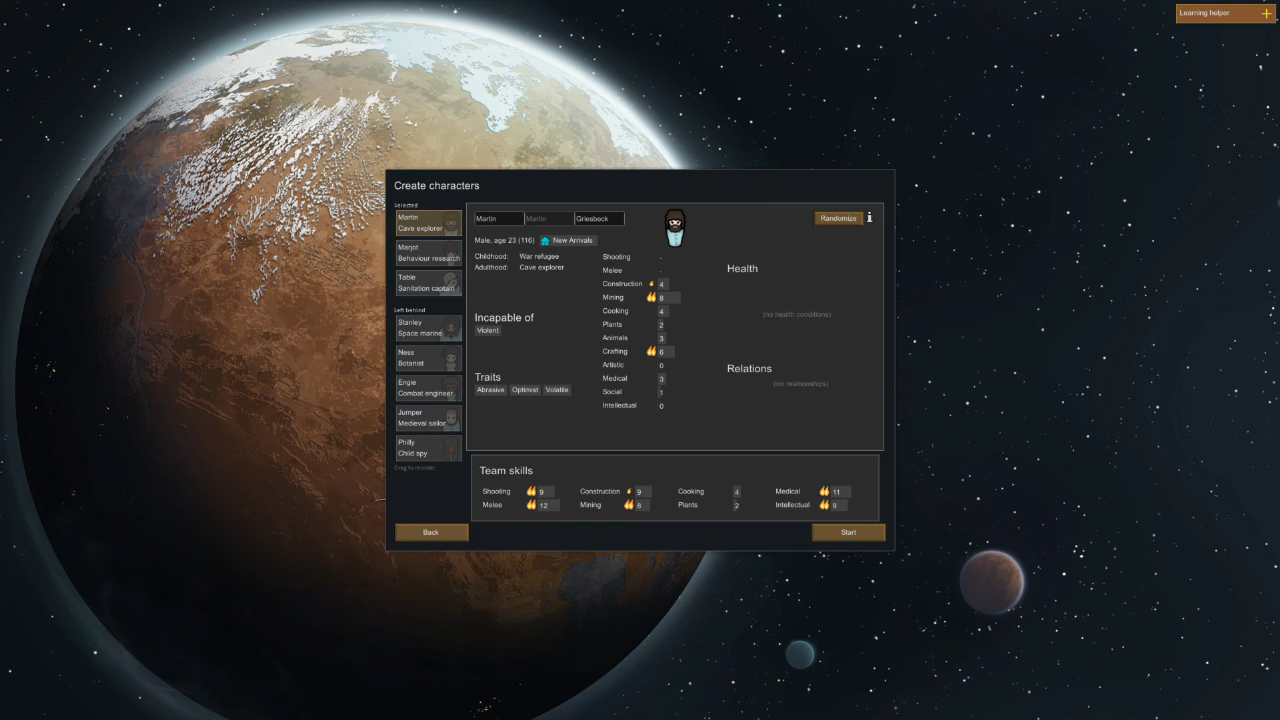 Learning helper
Create characters
Selected
Martin
Cave explorer
Marjot
Behaviour research
Table
Sanitation captain
Left behind
Stanley
Space marine
Ness
Botanist
Engie
Combat engineer
Jumper
Medieval sailor
Philly
Child spy
Drag to reorder
Martin Martin Griesbeck
Randomize
Male, age 23 (116) New Arrivals
Childhood: War refugee
Adulthood: Cave explorer
Incapable of
Violent
Traits
Abrasive Optimist Volatile
Shooting -
Melee -
Construction 4
Mining 8
Cooking 4
Plants 2
Animals 3
Crafting 6
Artistic 0
Medical 3
Social 1
Intellectual 0
Health
(no health conditions)
Relations
(no relationships)
Team skills
Shooting 9 Construction 9 Cooking 4 Medical 11
Melee 12 Mining 8 Plants 2 Intellectual 9
Back
Start